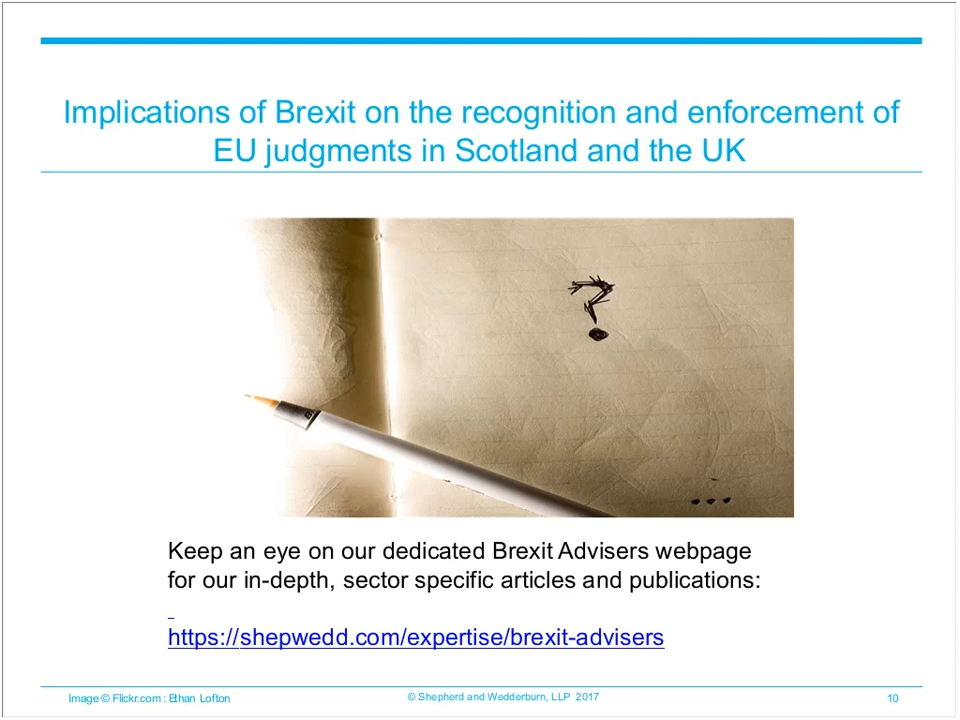 Implications of Brexit on the recognition and enforcement of
EU judgments in Scotland and the UK
?
...
Keep an eye on our dedicated Brexit Advisers webpage
for our in-depth, sector specific articles and publications:
https://shepwedd.com/expertise/brexit-advisers
Image © Flickr.com : Ethan Lofton
© Shepherd and Wedderburn, LLP 2017
10